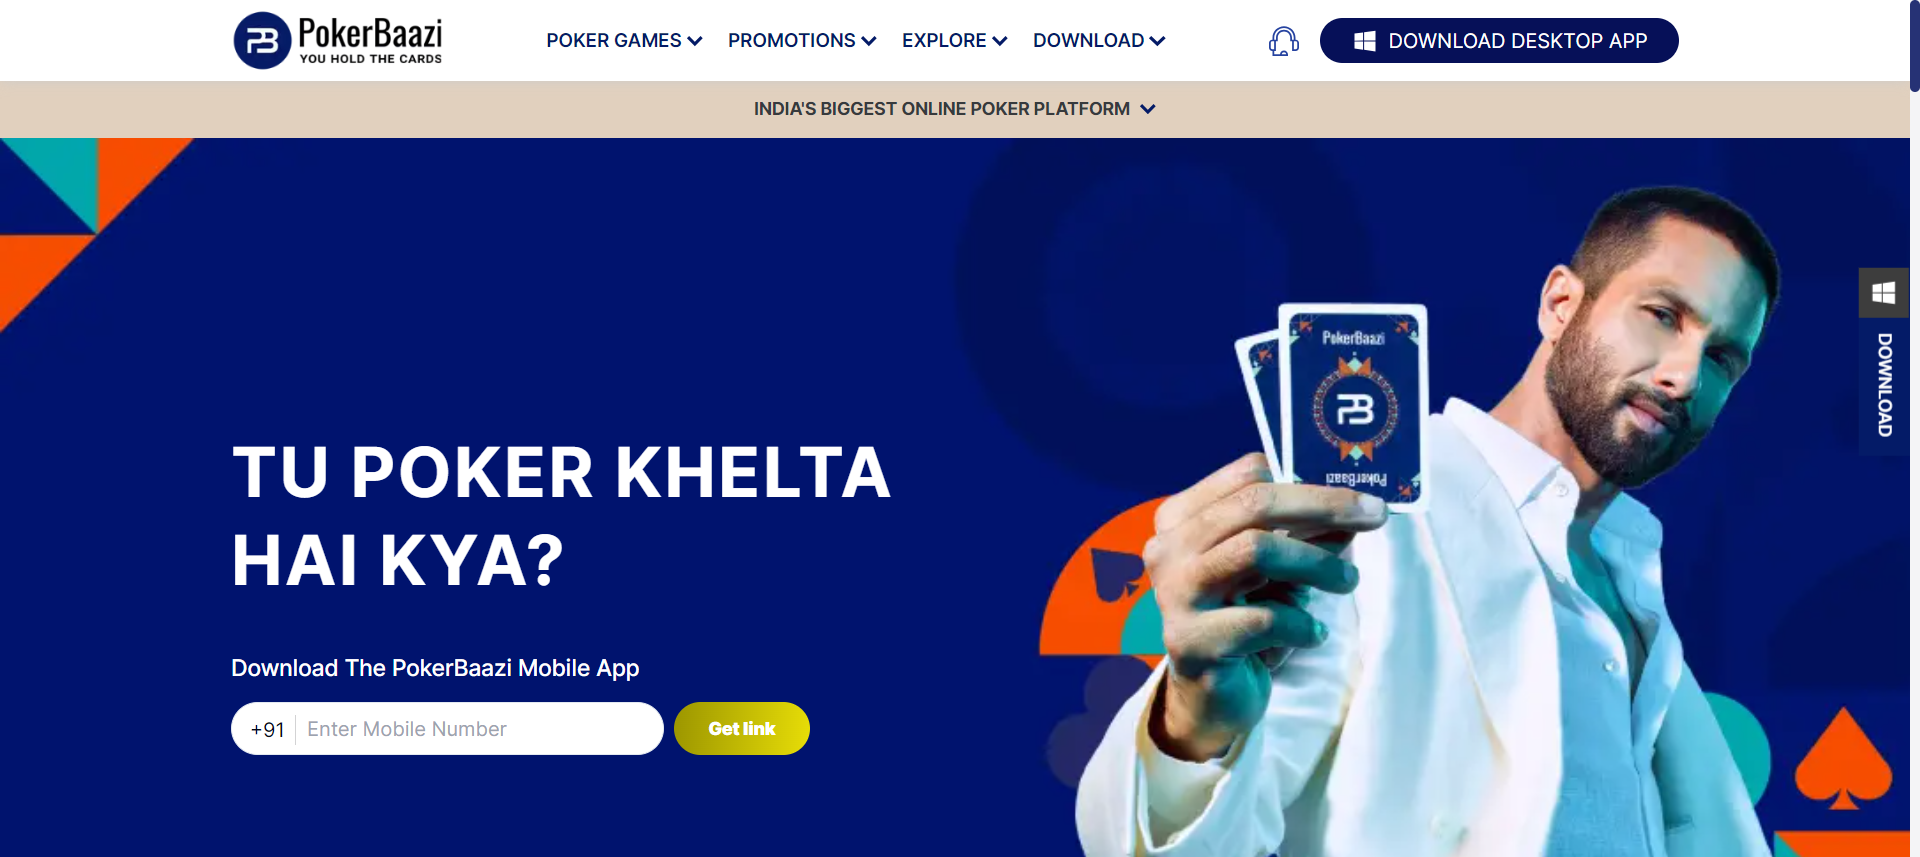 PokerBaazi
YOU HOLD THE CARDS
POKER GAMES
PROMOTIONS
EXPLORE
DOWNLOAD
DOWNLOAD DESKTOP APP
INDIA'S BIGGEST ONLINE POKER PLATFORM
TU POKER KHELTA
HAI KYA?
Download The PokerBaazi Mobile App
+91
Enter Mobile Number
Get link
PokerBaazi
PokerBaazi
DOWNLOAD